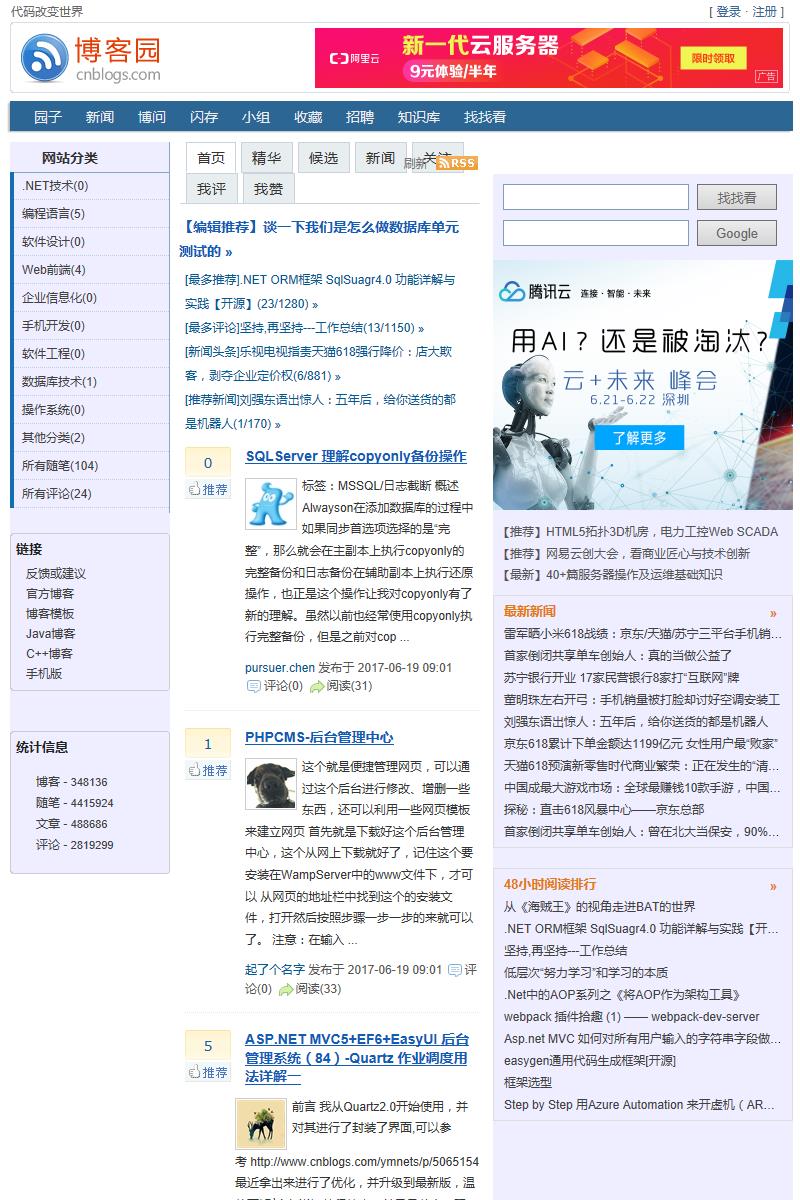 代码改变世界
[ 登录 · 注册 ]
博客园
cnblogs.com
阿里云
新一代云服务器
9元体验/半年
限时领取
广告
园子 新闻 博问 闪存 小组 收藏 招聘 知识库 找找看
网站分类
.NET技术(0)
编程语言(5)
软件设计(0)
Web前端(4)
企业信息化(0)
手机开发(0)
软件工程(0)
数据库技术(1)
操作系统(0)
其他分类(2)
所有随笔(104)
所有评论(24)
链接
反馈或建议
官方博客
博客模板
Java博客
C++博客
手机版
统计信息
博客 - 348136
随笔 - 4415924
文章 - 488686
评论 - 2819299
首页 精华 候选 新闻 关注 刷新 RSS
我评 我赞
【编辑推荐】谈一下我们是怎么做数据库单元
测试的 »
[最多推荐].NET ORM框架 SqlSuagr4.0 功能详解与
实践【开源】(23/1280) »
[最多评论]坚持,再坚持---工作总结(13/1150) »
[新闻头条]乐视电视指责天猫618强行降价：店大欺
客，剥夺企业定价权(6/881) »
[推荐新闻]刘强东语出惊人：五年后，给你送货的都
是机器人(1/170) »
0
推荐
SQLServer 理解copyonly备份操作
标签：MSSQL/日志截断 概述
Alwayson在添加数据库的过程中
如果同步首选项选择的是“完
整”，那么就会在主副本上执行copyonly的
完整备份和日志备份在辅助副本上执行还原
操作，也正是这个操作让我对copyonly有了
新的理解。虽然以前也经常使用copyonly执
行完整备份，但是之前对cop ...
pursuer.chen 发布于 2017-06-19 09:01
评论(0) 阅读(31)
1
推荐
PHPCMS-后台管理中心
这个就是便捷管理网页，可以通
过这个后台进行修改、增删一些
东西，还可以利用一些网页模板
来建立网页 首先就是下载好这个后台管理
中心，这个从网上下载就好了，记住这个要
安装在WampServer中的www文件下，才可
以 从网页的地址栏中找到这个的安装文
件，打开然后按照步骤一步一步的来就可以
了。 注意：在输入 ...
起了个名字 发布于 2017-06-19 09:01 评
论(0) 阅读(33)
5
推荐
ASP.NET MVC5+EF6+EasyUI 后台
管理系统（84）-Quartz 作业调度用
法详解一
前言 我从Quartz2.0开始使用，并
对其进行了封装了界面,可以参
考 http://www.cnblogs.com/ymnets/p/5065154
最近拿出来进行了优化，并升级到最新版，温
找找看
Google
腾讯云 连接 · 智能 · 未来
用AI？还是被淘汰？
云+未来 峰会
6.21-6.22 深圳
了解更多
【推荐】HTML5拓扑3D机房，电力工控Web SCADA
【推荐】网易云创大会，看商业匠心与技术创新
【最新】40+篇服务器操作及运维基础知识
最新新闻 »
雷军晒小米618战绩：京东/天猫/苏宁三平台手机销...
首家倒闭共享单车创始人：真的当做公益了
苏宁银行开业 17家民营银行8家打“互联网”牌
董明珠左右开弓：手机销量被打脸却讨好空调安装工
刘强东语出惊人：五年后，给你送货的都是机器人
京东618累计下单金额达1199亿元 女性用户最“败家”
天猫618预演新零售时代商业繁荣：正在发生的“清...
中国成最大游戏市场：全球最赚钱10款手游，中国...
探秘：直击618风暴中心——京东总部
首家倒闭共享单车创始人：曾在北大当保安，90%...
48小时阅读排行 »
从《海贼王》的视角走进BAT的世界
.NET ORM框架 SqlSuagr4.0 功能详解与实践【开...
坚持,再坚持---工作总结
低层次“努力学习”和学习的本质
.Net中的AOP系列之《将AOP作为架构工具》
webpack 插件拾趣 (1) —— webpack-dev-server
Asp.net MVC 如何对所有用户输入的字符串字段做...
easygen通用代码生成框架[开源]
框架选型
Step by Step 用Azure Automation 来开虚机（AR...